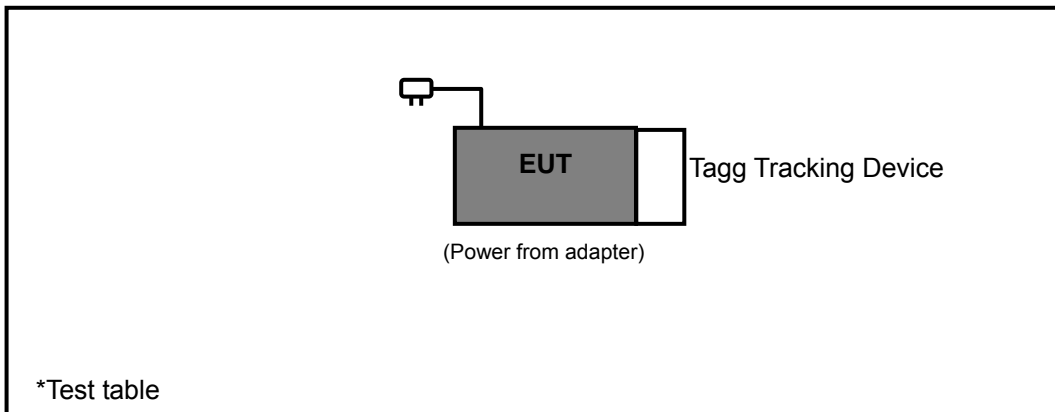 EUT
Tagg Tracking Device
(Power from adapter)
*Test table